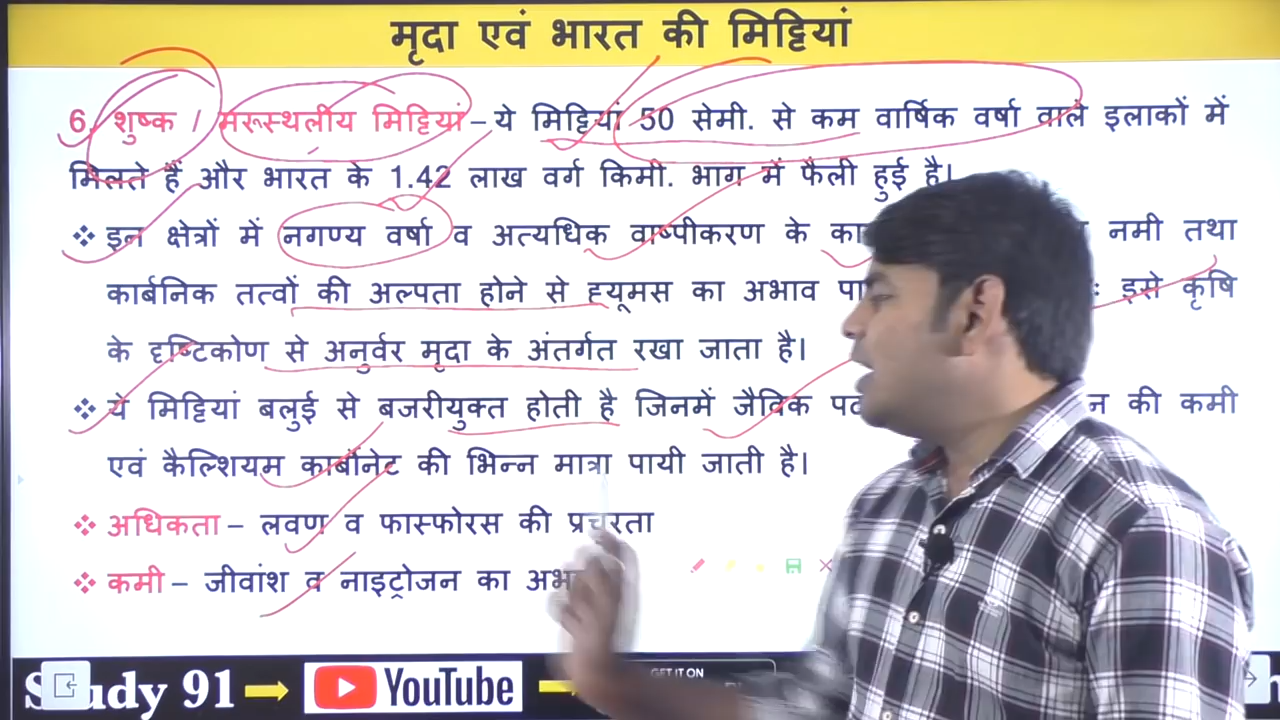 मृदा एवं भारत की मिट्टियां
6. शुष्क / मरूस्थलीय मिट्टियां – ये मिट्टियां 50 सेमी. से कम वार्षिक वर्षा वाले इलाकों में
मिलते हैं और भारत के 1.42 लाख वर्ग किमी. भाग में फैली हुई है।
❖ इन क्षेत्रों में नगण्य वर्षा व अत्यधिक वाष्पीकरण के नमी तथा
कार्बनिक तत्वों की अल्पता होने से ह्यूमस का अभाव इसे कृषि
के दृष्टिकोण से अनुर्वर मृदा के अंतर्गत रखा जाता है।
❖ ये मिट्टियां बलुई से बजरीयुक्त होती है जिनमें जैविक की कमी
एवं कैल्शियम कार्बोनेट की भिन्न मात्रा पायी जाती है।
❖ अधिकता – लवण व फास्फोरस की प्रचुरता
❖ कमी – जीवांश व नाइट्रोजन का
Study 91 YouTube GET IT ON